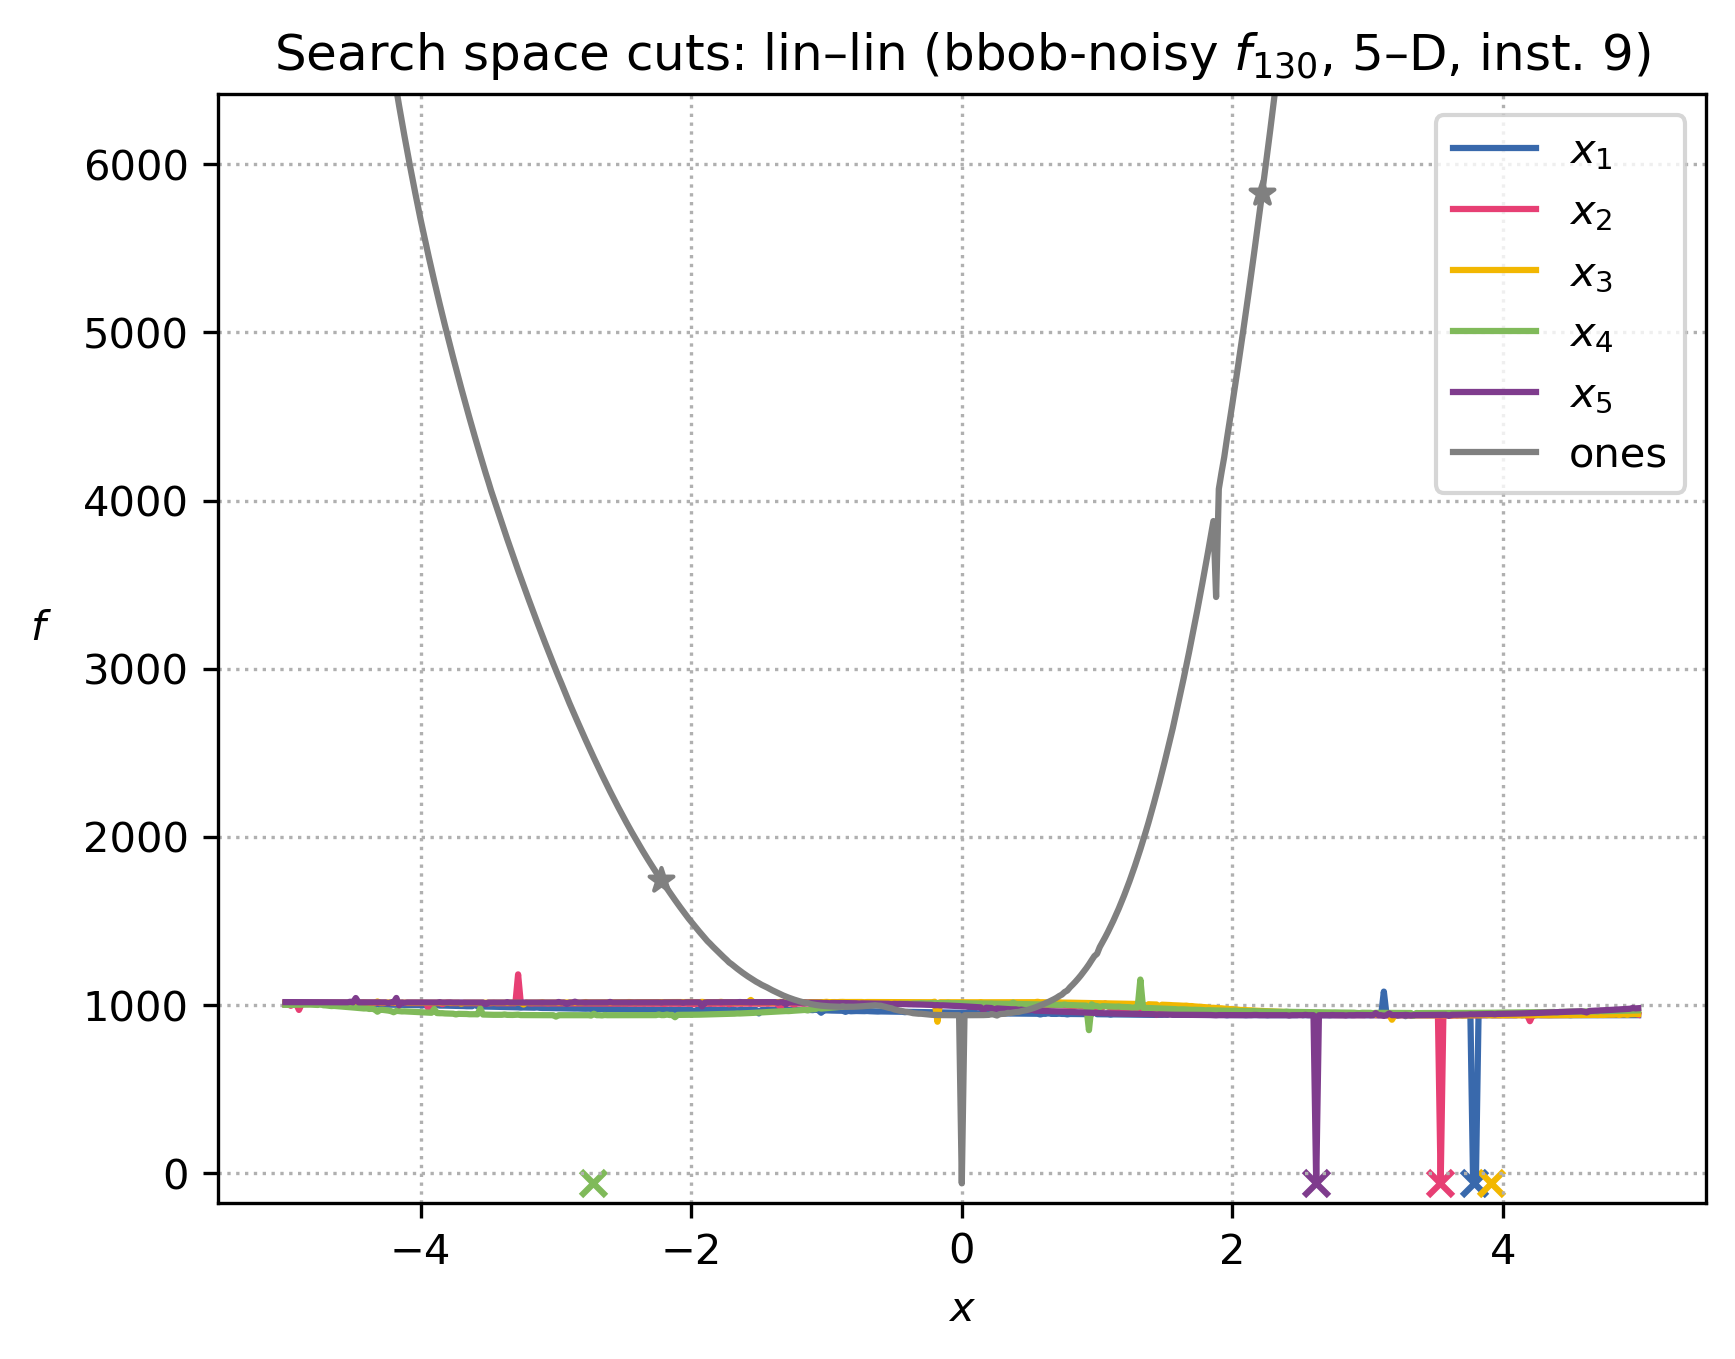 Search space cuts: lin–lin (bbob-noisy f₁₃₀, 5–D, inst. 9)
x₁
x₂
x₃
x₄
x₅
ones
6000
5000
4000
3000
2000
1000
0
f
−4
−2
0
2
4
x